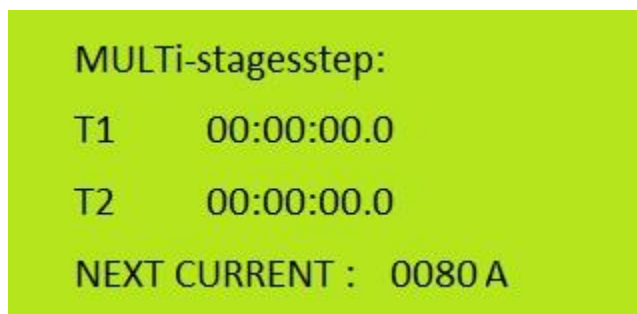 MULTi-stagesstep:
T1 00:00:00.0
T2 00:00:00.0
NEXT CURRENT : 0080 A